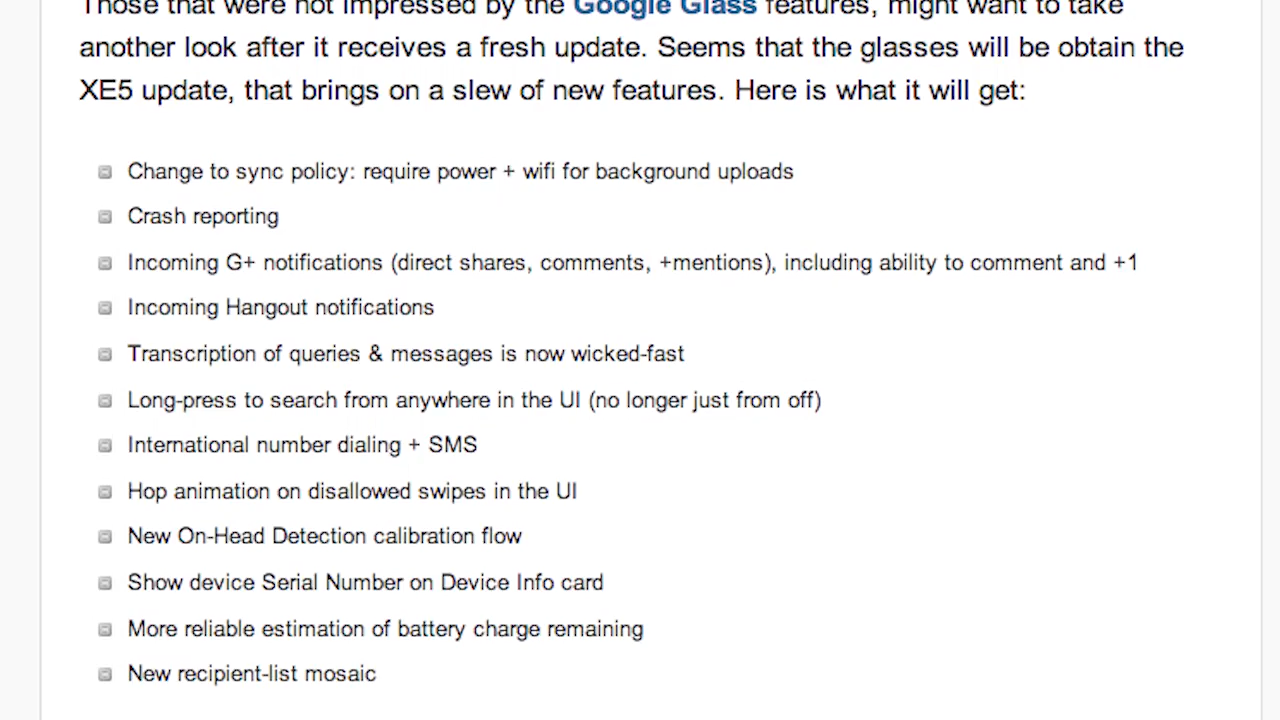 Those that were not impressed by the Google Glass features, might want to take
another look after it receives a fresh update. Seems that the glasses will be obtain the
XE5 update, that brings on a slew of new features. Here is what it will get:
Change to sync policy: require power + wifi for background uploads
Crash reporting
Incoming G+ notifications (direct shares, comments, +mentions), including ability to comment and +1
Incoming Hangout notifications
Transcription of queries & messages is now wicked-fast
Long-press to search from anywhere in the UI (no longer just from off)
International number dialing + SMS
Hop animation on disallowed swipes in the UI
New On-Head Detection calibration flow
Show device Serial Number on Device Info card
More reliable estimation of battery charge remaining
New recipient-list mosaic